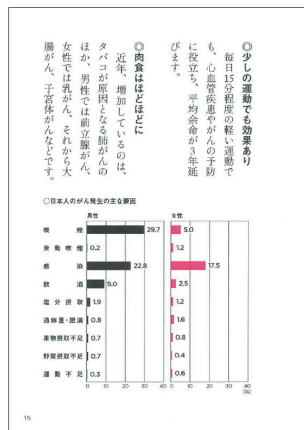 ◎少しの運動でも効果あり
毎日15分程度の軽い運動で
も、心血管疾患やがんの予防
に役立ち、平均余命が3年延
びます。
◎肉食はほどほどに
近年、増加しているのは、
タバコが原因となる肺がんの
ほか、男性では前立腺がん、
女性では乳がん、それから大
腸がん、子宮体がんなどです。
○日本人のがん発生の主な要因
男性 女性
喫煙 29.7 5.0
受動喫煙 0.2 1.2
感染 22.8 17.5
飲酒 9.0 2.5
塩分摂取 1.9 1.2
過体重・肥満 0.8 1.6
果物摂取不足 0.7 0.8
野菜摂取不足 0.7 0.4
運動不足 0.3 0.6
0 10 20 30 40 0 10 20 30 40
(%)
15